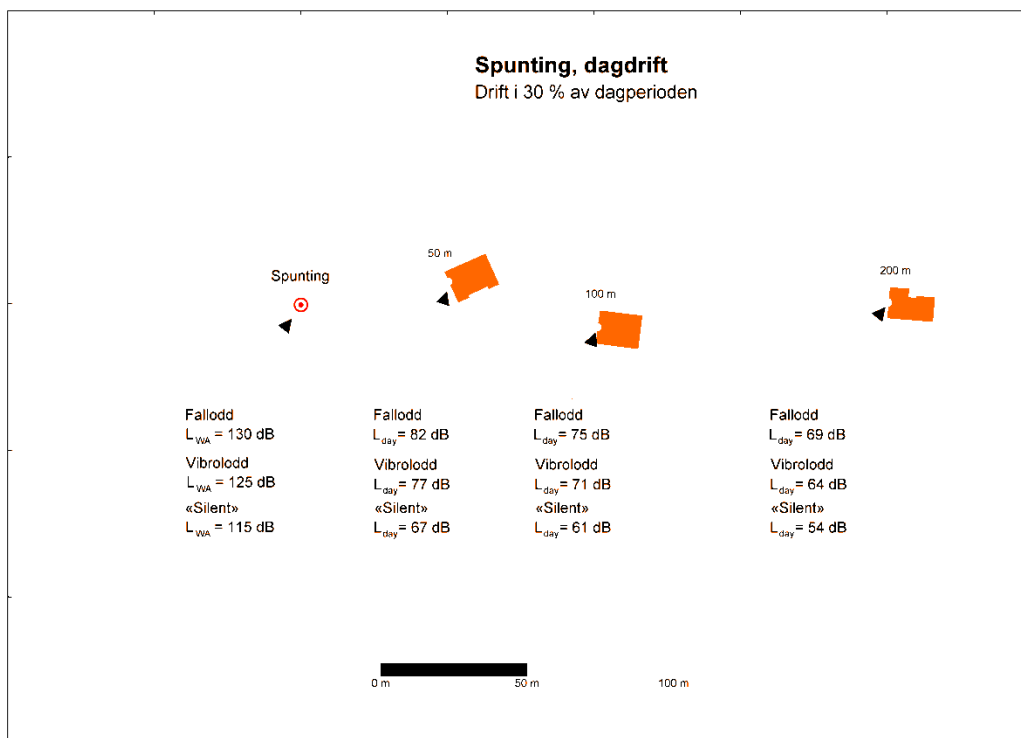 Spunting, dagdrift
Drift i 30 % av dagperioden
50 m
Spunting
100 m
200 m
Fallodd
LWA = 130 dB
Vibrolodd
LWA = 125 dB
«Silent»
LWA = 115 dB
Fallodd
Lday= 82 dB
Vibrolodd
Lday= 77 dB
«Silent»
Lday= 67 dB
Fallodd
Lday= 75 dB
Vibrolodd
Lday= 71 dB
«Silent»
Lday= 61 dB
Fallodd
Lday= 69 dB
Vibrolodd
Lday= 64 dB
«Silent»
Lday= 54 dB
0 m 50 m 100 m